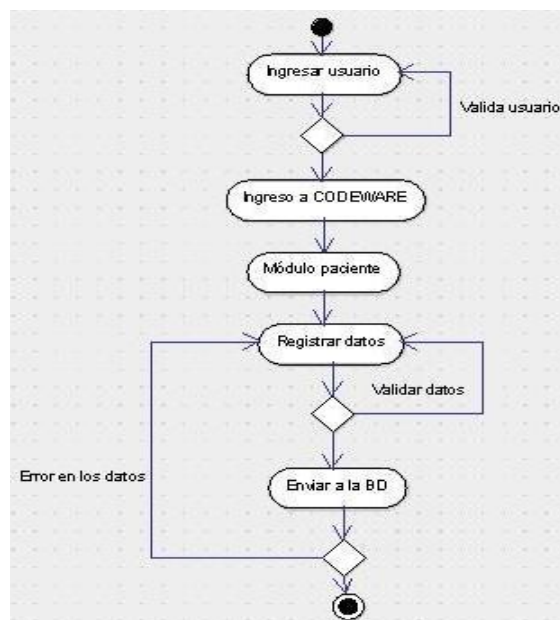 Ingresar usuario
Valida usuario
Ingreso a CODEWARE
Módulo paciente
Registrar datos
Validar datos
Error en los datos
Enviar a la BD